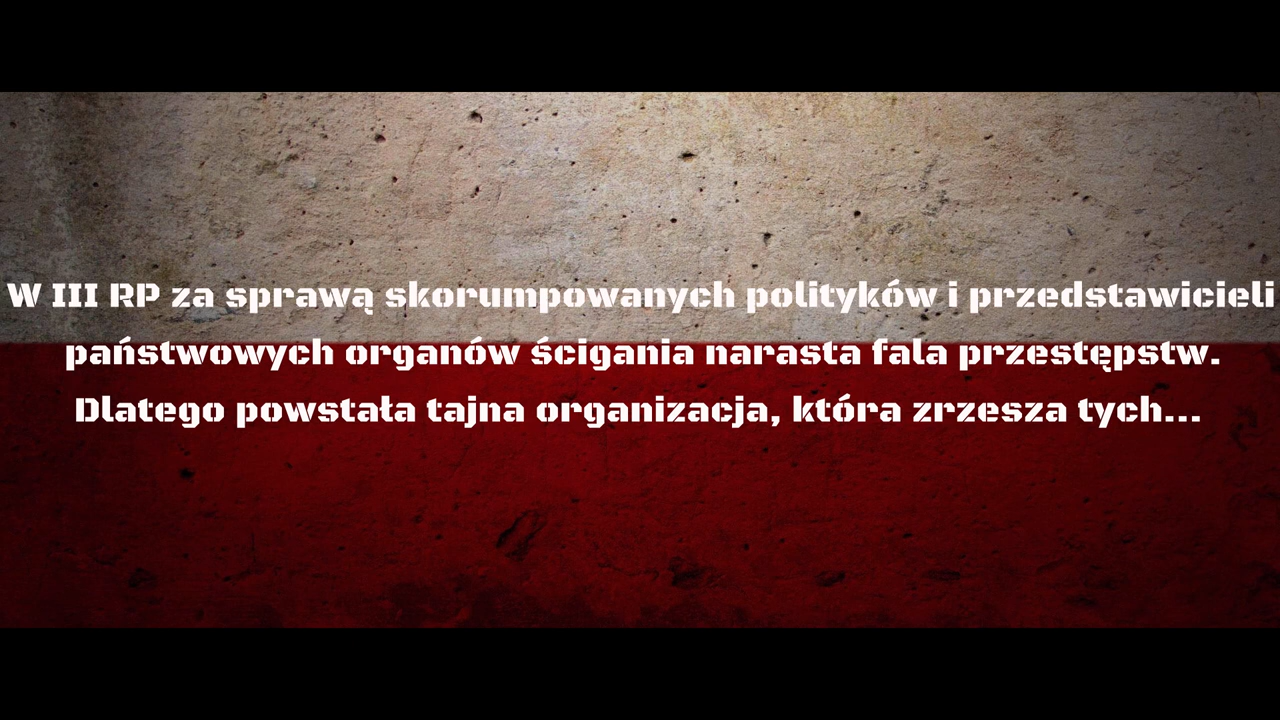 W III RP za sprawą skorumpowanych polityków i przedstawicieli
państwowych organów ścigania narasta fala przestępstw.
Dlatego powstała tajna organizacja, która zrzesza tych...